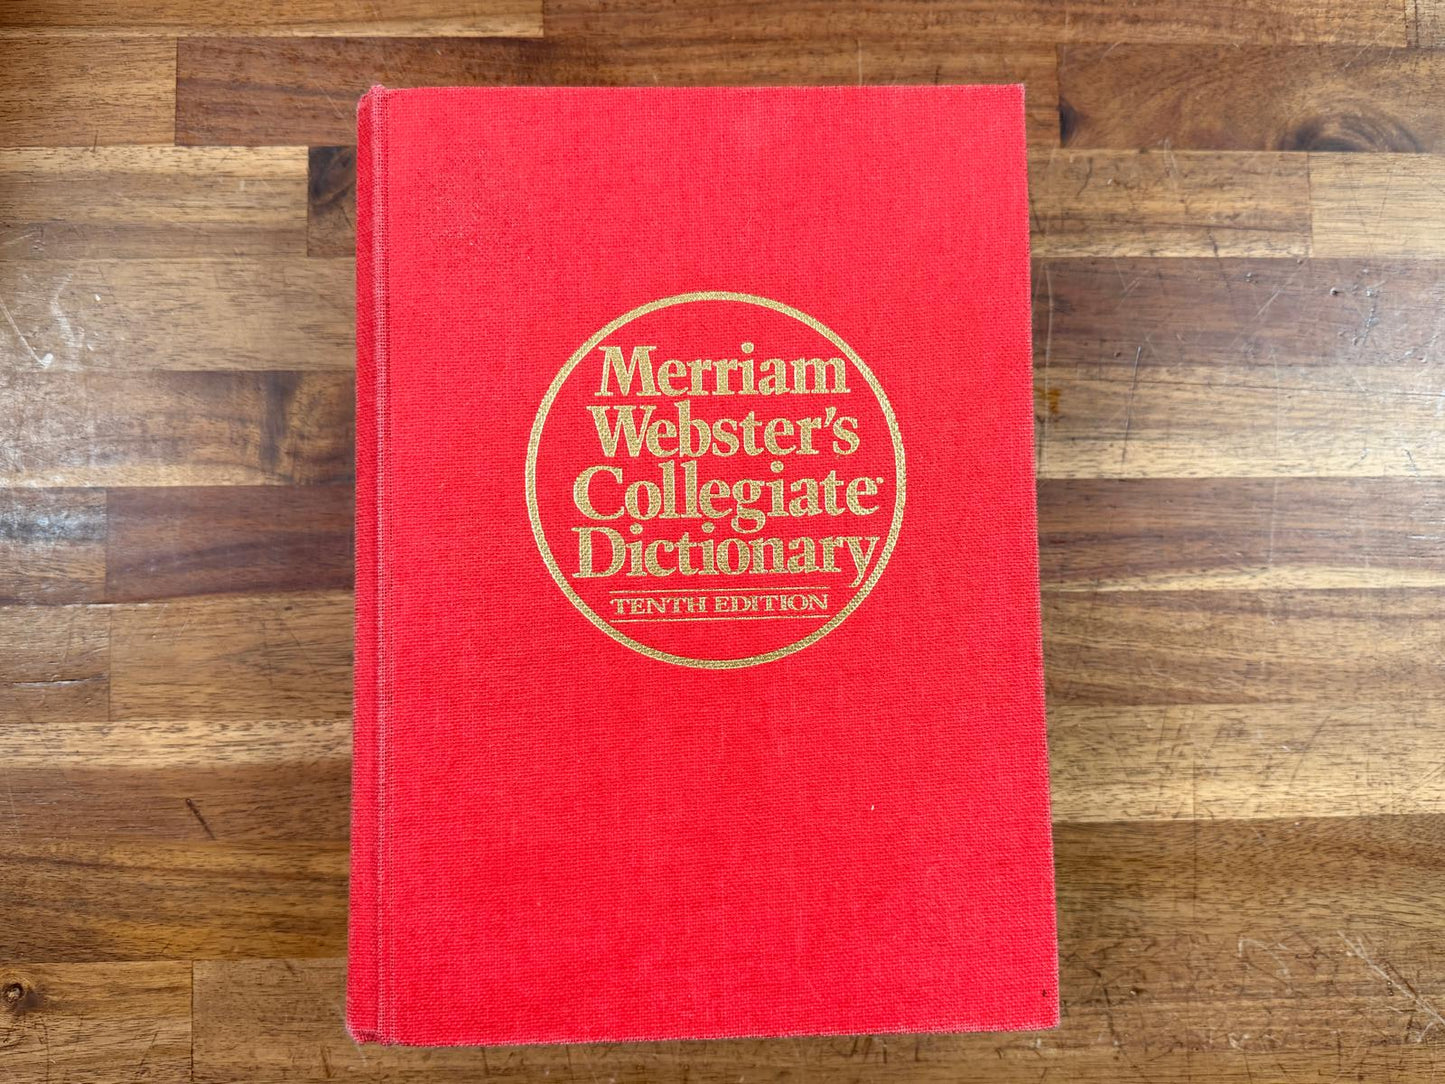 Merriam
Webster's
Collegiate®
Dictionary
TENTH EDITION